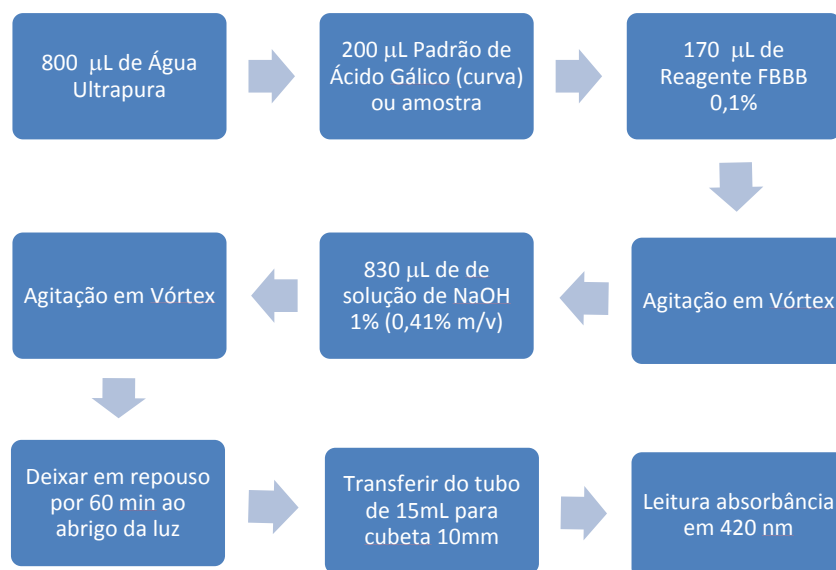 800 μL de Água
Ultrapura
200 μL Padrão de
Ácido Gálico (curva)
ou amostra
170 μL de
Reagente FBBB
0,1%
Agitação em Vórtex
830 μL de de
solução de NaOH
1% (0,41% m/v)
Agitação em Vórtex
Deixar em repouso
por 60 min ao
abrigo da luz
Transferir do tubo
de 15mL para
cubeta 10mm
Leitura absorbância
em 420 nm